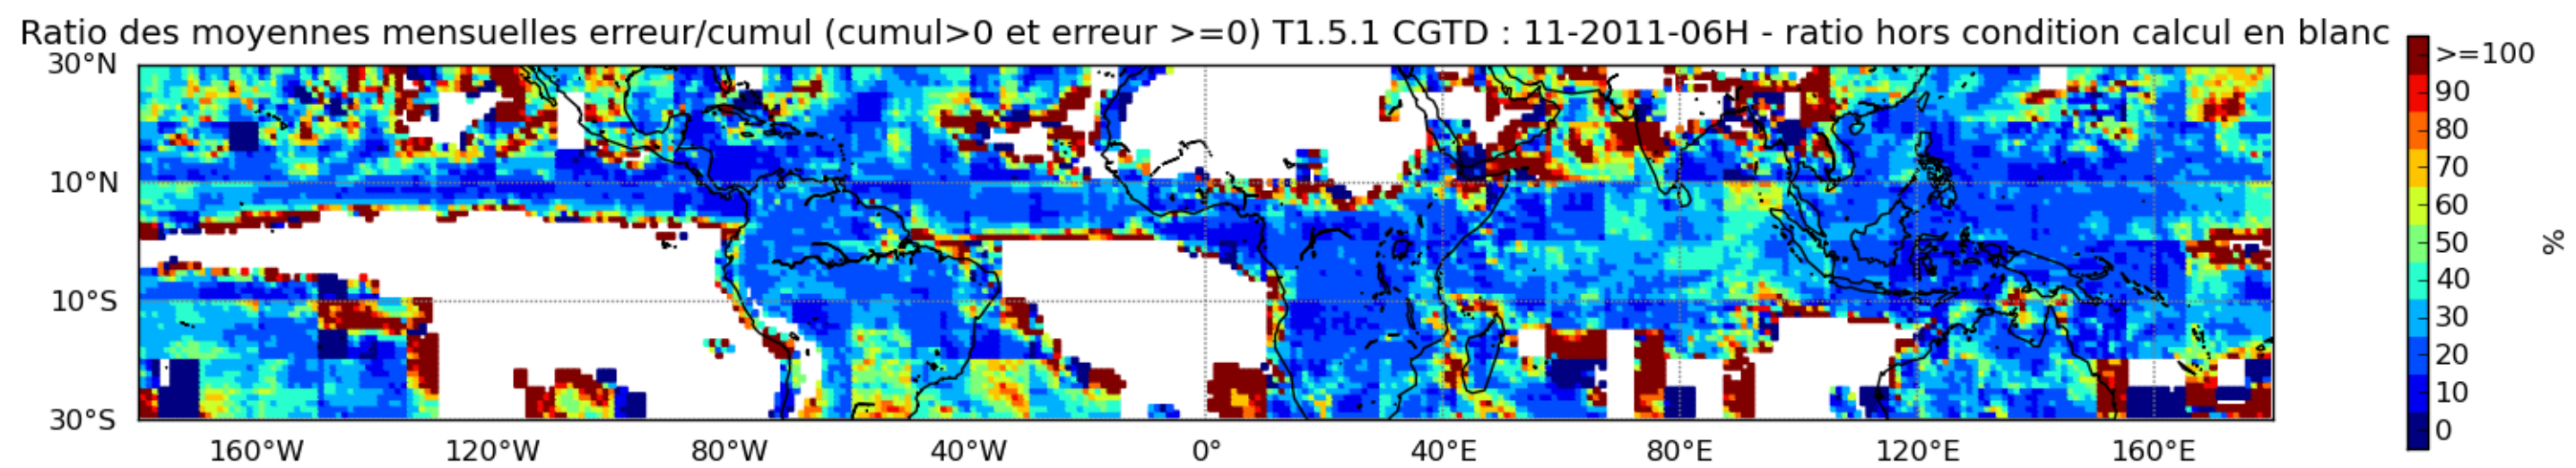 Ratio des moyennes mensuelles erreur/cumul (cumul>0 et erreur >=0) T1.5.1 CGTD : 11-2011-06H - ratio hors condition calcul en blanc
30°N
10°N
10°S
30°S
160°W 120°W 80°W 40°W 0° 40°E 80°E 120°E 160°E
>=100
90
80
70
60
50
40
30
20
10
0
%